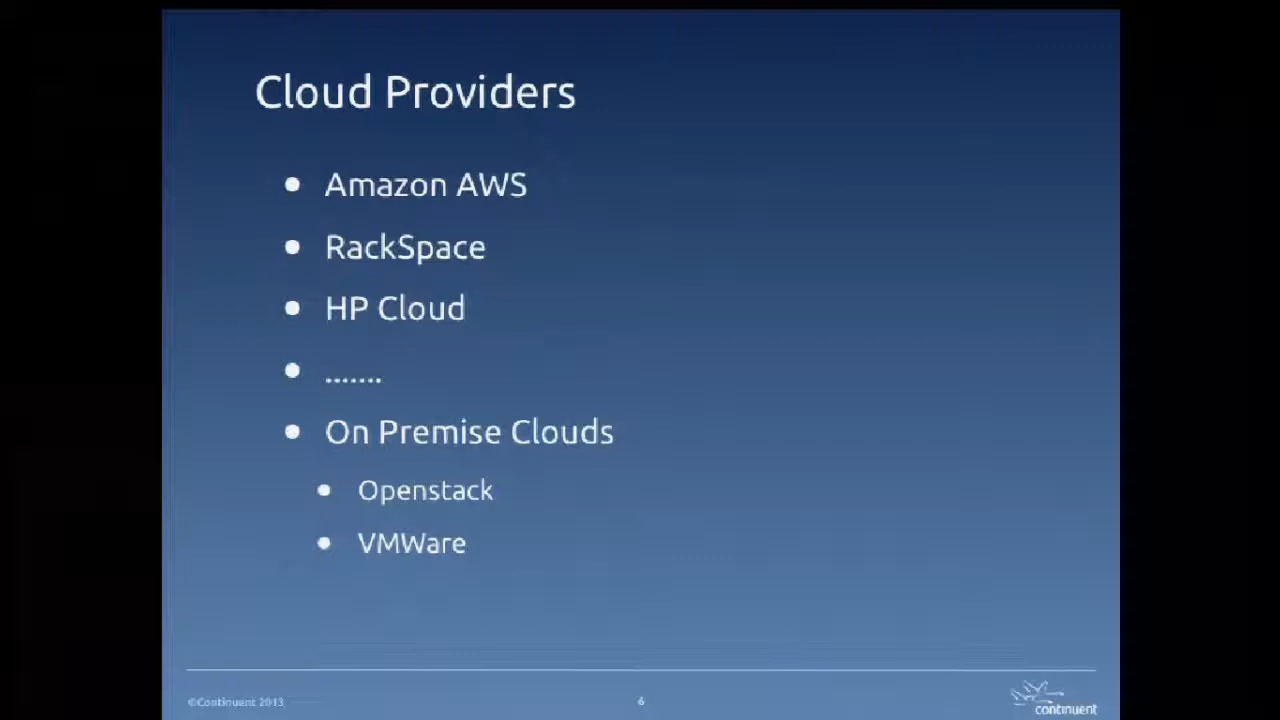 Cloud Providers
• Amazon AWS
• RackSpace
• HP Cloud
• .......
• On Premise Clouds
• Openstack
• VMWare
©Continuent 2013
6
continuent